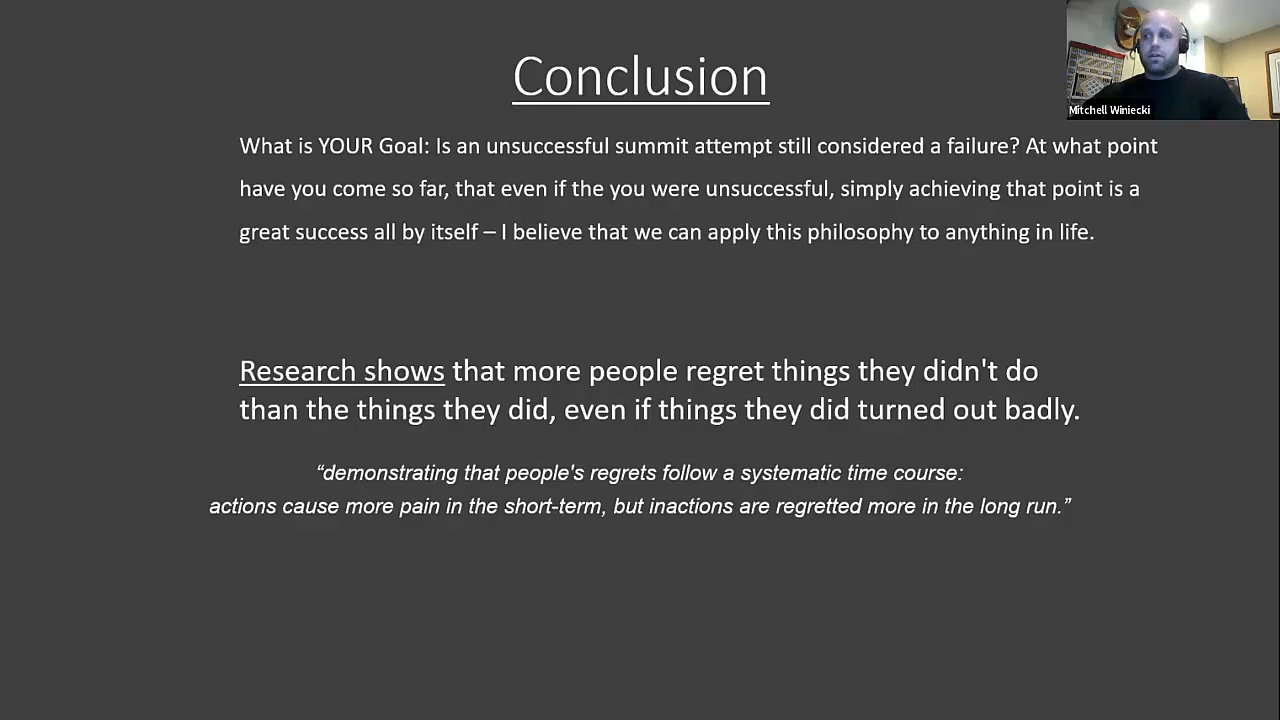 Conclusion
Mitchell Winiecki
What is YOUR Goal: Is an unsuccessful summit attempt still considered a failure? At what point
have you come so far, that even if the you were unsuccessful, simply achieving that point is a
great success all by itself – I believe that we can apply this philosophy to anything in life.
Research shows that more people regret things they didn't do
than the things they did, even if things they did turned out badly.
“demonstrating that people's regrets follow a systematic time course:
actions cause more pain in the short-term, but inactions are regretted more in the long run.”